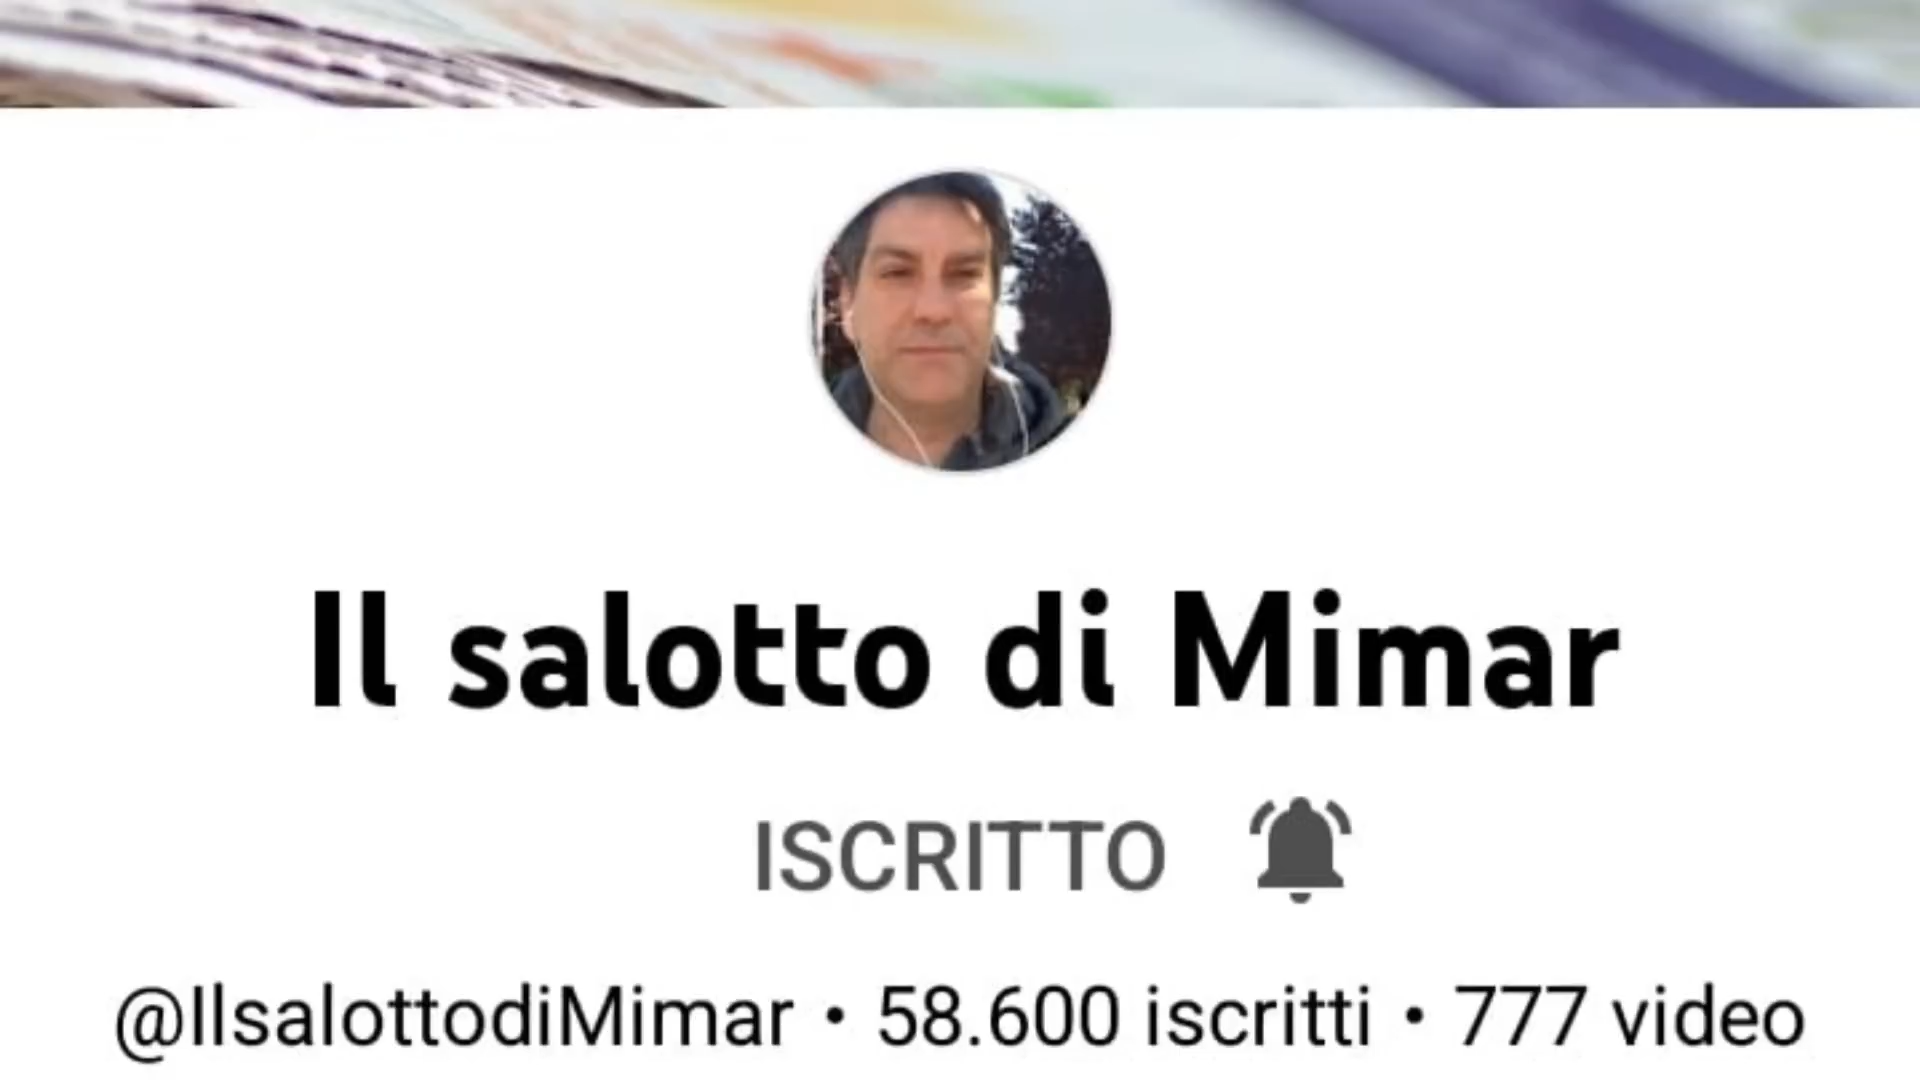 Il salotto di Mimar
ISCRITTO
@IlsalottodiMimar • 58.600 iscritti • 777 video